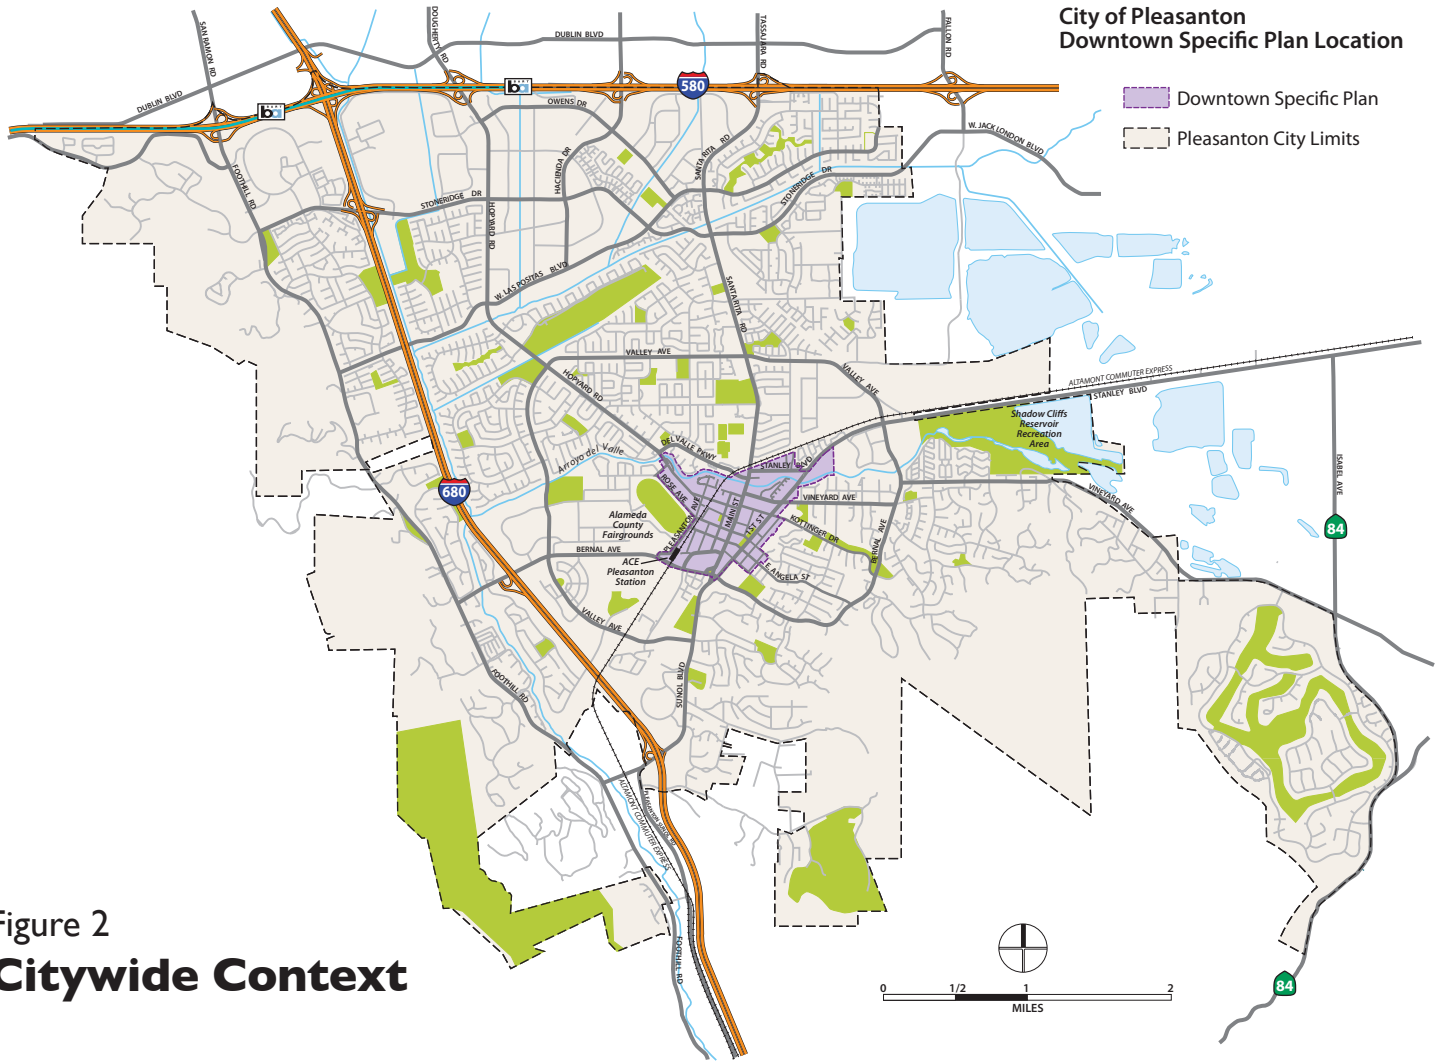 City of Pleasanton
Downtown Specific Plan Location
Downtown Specific Plan
Pleasanton City Limits
SAN RAMON RD
DOUGHERTY RD
DUBLIN BLVD
TASSAJARA RD
FALLON RD
DUBLIN BLVD
580
OWENS DR
W. JACK LONDON BLVD
FOOTHILL RD
HACIENDA DR
SANTA RITA RD
STONERIDGE DR
STONERIDGE DR
HOPYARD RD
W. LAS POSITAS BLVD
SANTA RITA RD
VALLEY AVE
VALLEY AVE
HOPYARD RD
ALTAMONT COMMUTER EXPRESS
STANLEY BLVD
Shadow Cliffs
Reservoir
Recreation
Area
DEL VALLE PKWY
Arroyo del Valle
STANLEY BLVD
ROSE AVE
680
PLEASANTON AVE
MAIN ST
1ST ST
VINEYARD AVE
VINEYARD AVE
ISABEL AVE
84
Alameda
County
Fairgrounds
KOTTINGER DR
BERNAL AVE
BERNAL AVE
ACE
Pleasanton
Station
E. ANGELA ST
VALLEY AVE
FOOTHILL RD
SUNOL BLVD
ALTAMONT COMMUTER EXPRESS
PLEASANTON SUNOL RD
FOOTHILL RD
Figure 2
Citywide Context
0 1/2 1 2
MILES
84